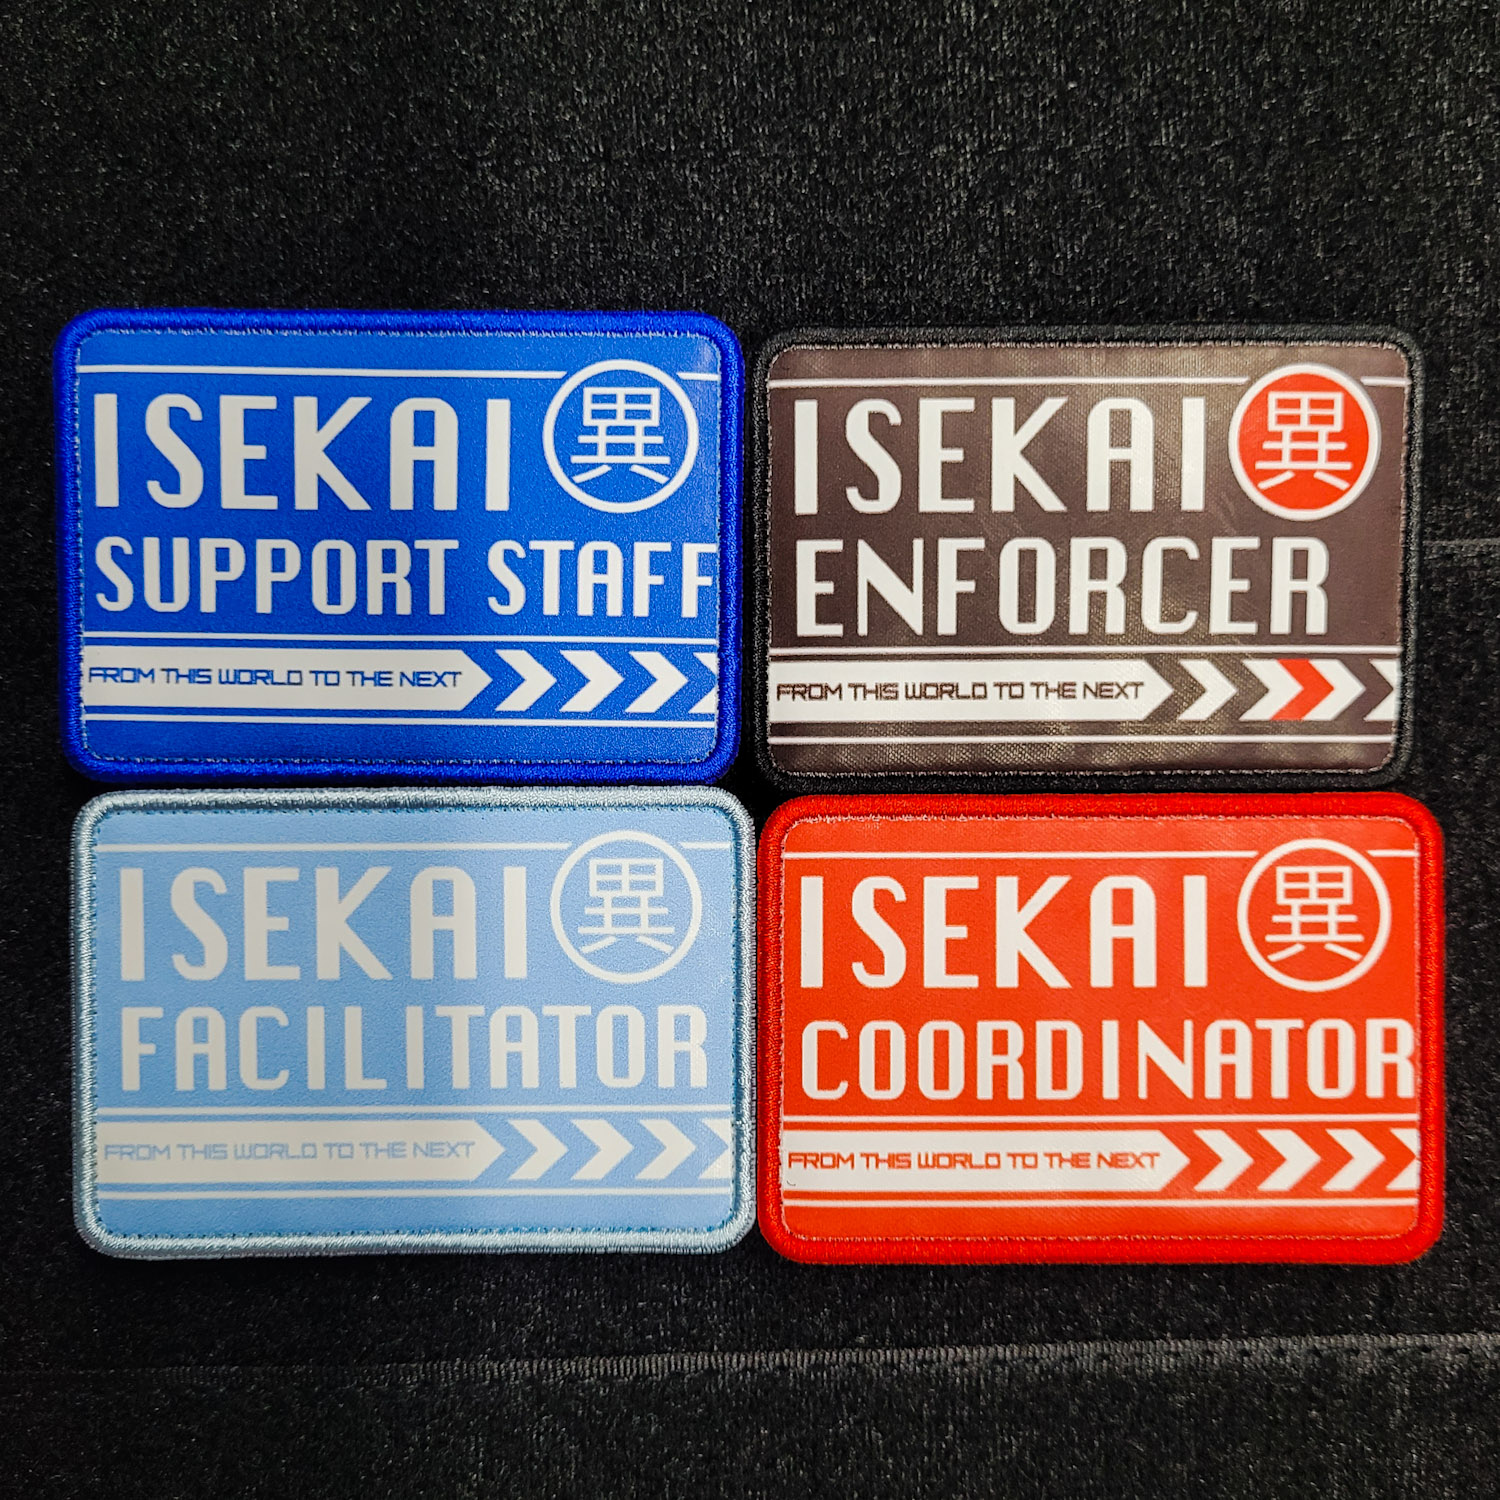 ISEKAI 異
SUPPORT STAFF
FROM THIS WORLD TO THE NEXT
ISEKAI 異
ENFORCER
FROM THIS WORLD TO THE NEXT
ISEKAI 異
FACILITATOR
FROM THIS WORLD TO THE NEXT
ISEKAI 異
COORDINATOR
FROM THIS WORLD TO THE NEXT